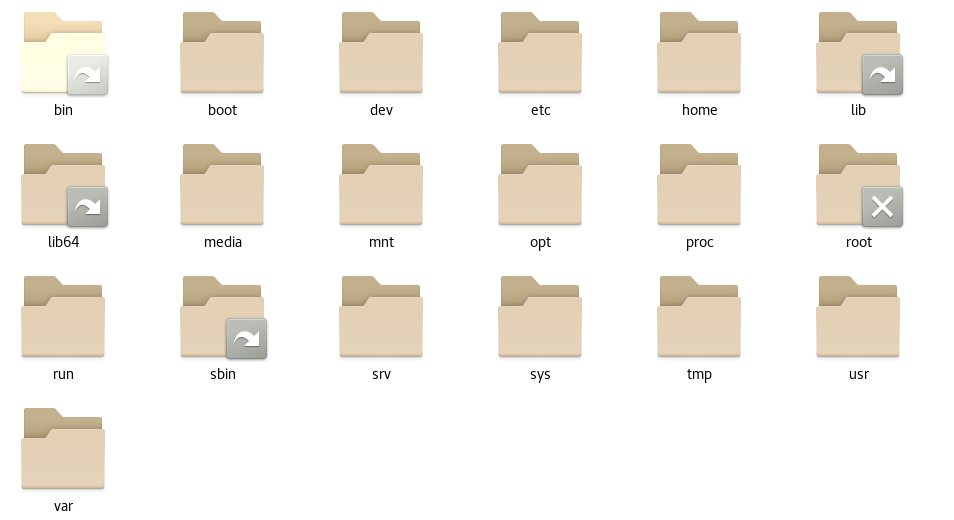 bin boot dev etc home lib
lib64 media mnt opt proc root
run sbin srv sys tmp usr
var